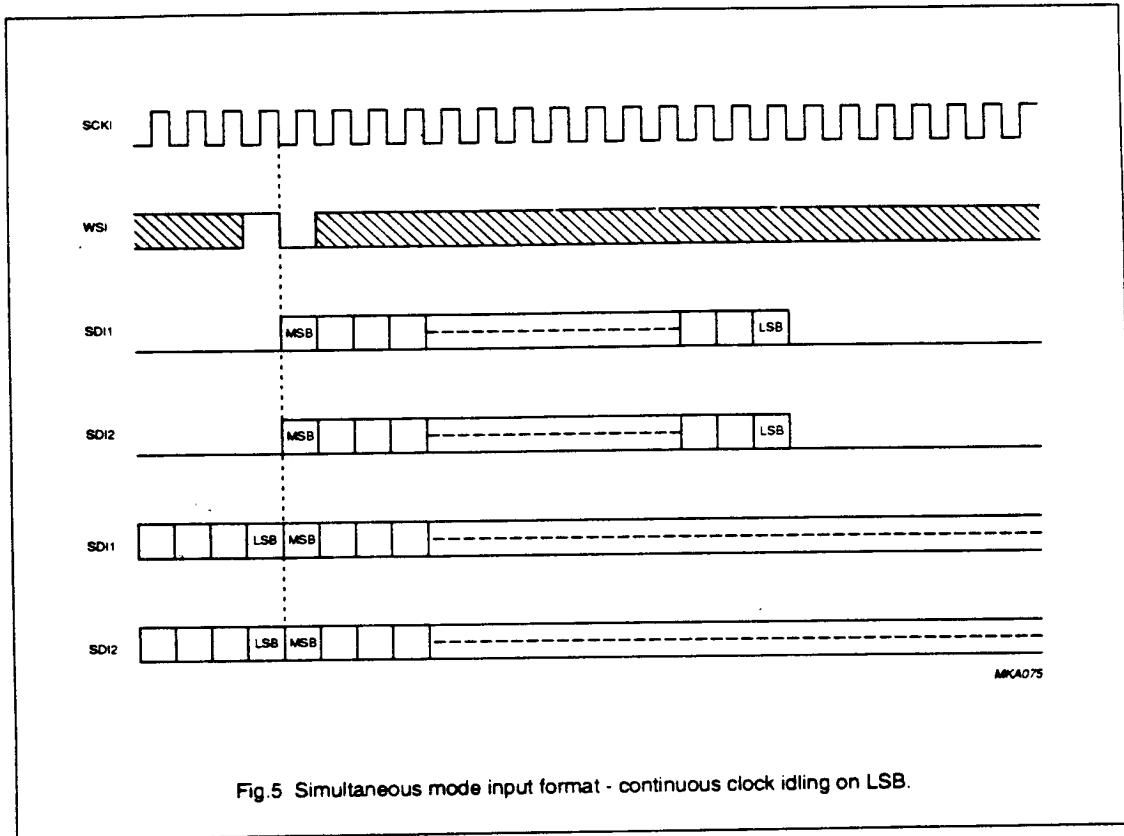 SCKI
WSI
SDI1
MSB
LSB
SDI2
MSB
LSB
SDI1
LSB MSB
SDI2
LSB MSB
MKA075
Fig.5 Simultaneous mode input format - continuous clock idling on LSB.